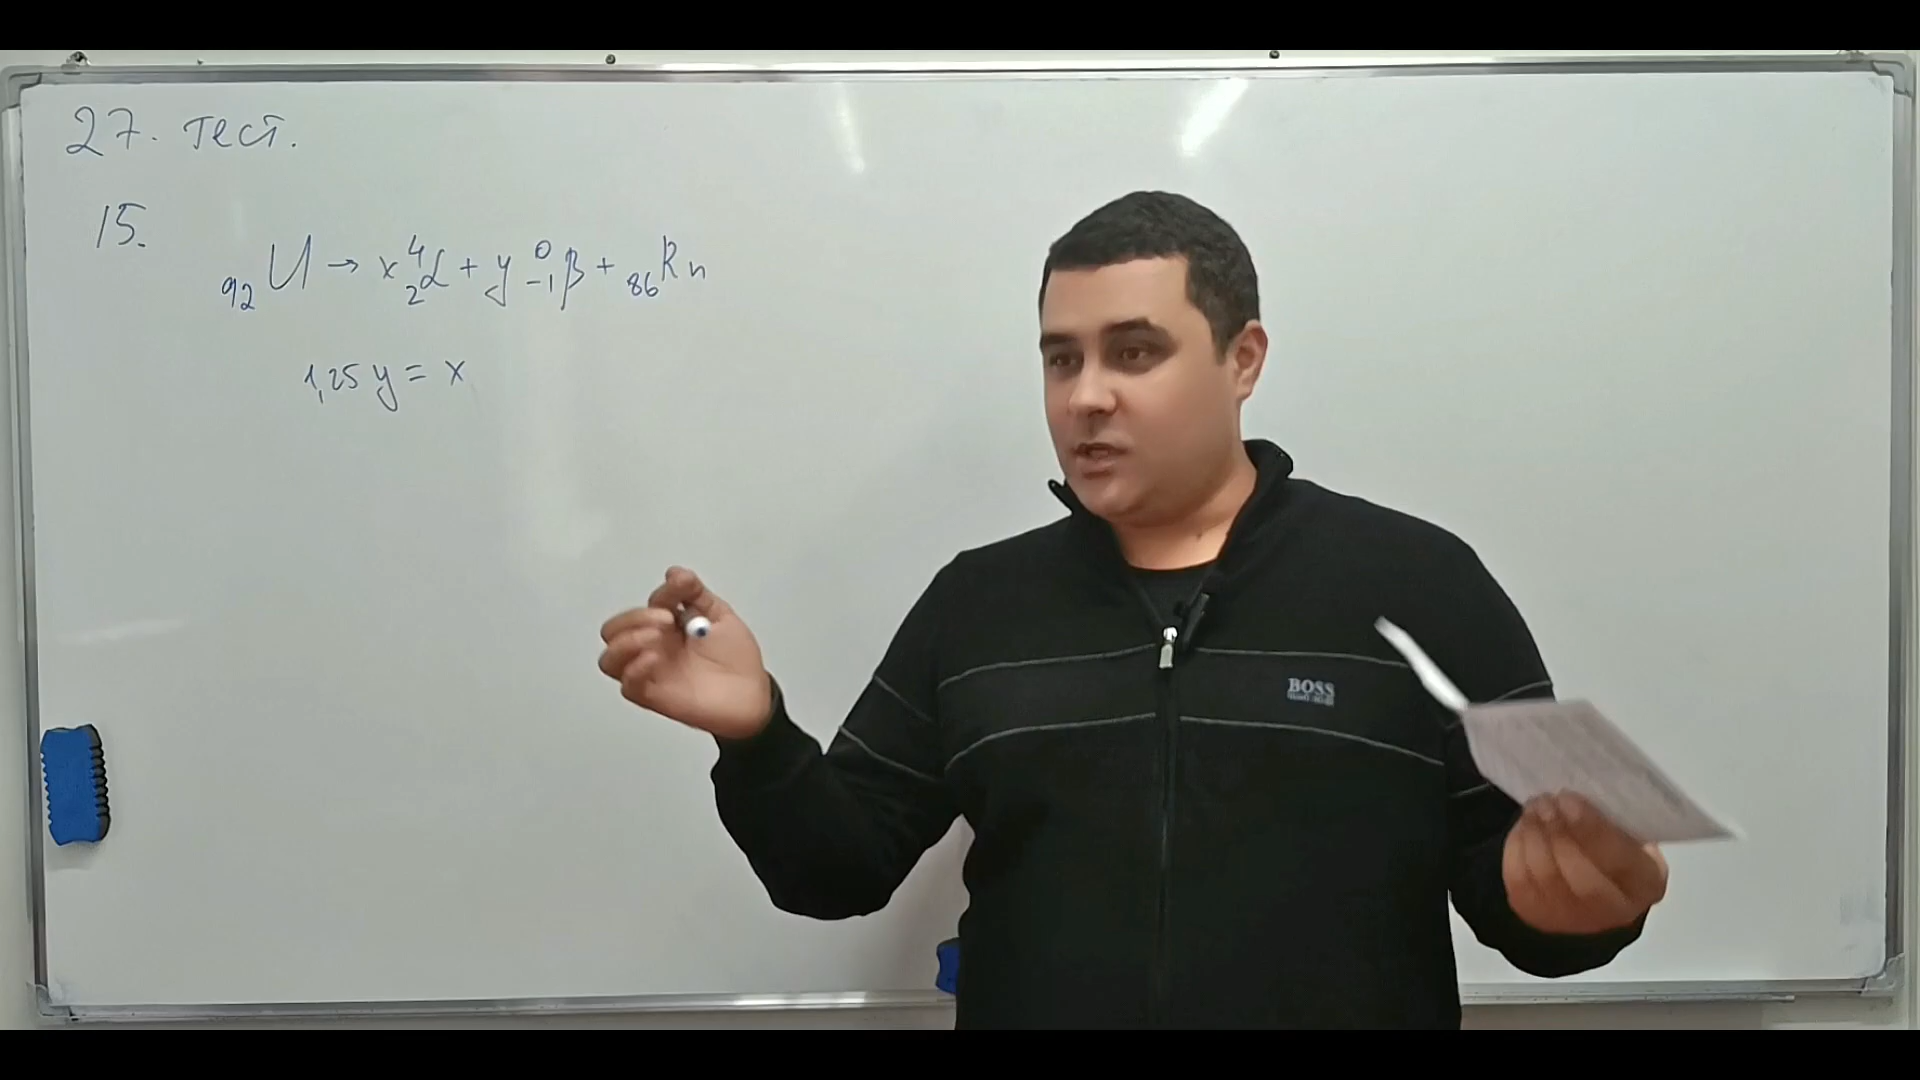 27. тест.
15.
₉₂U → x ⁴₂α + y ⁰₋₁β + ₈₆Rn
1,25 y = x
BOSS